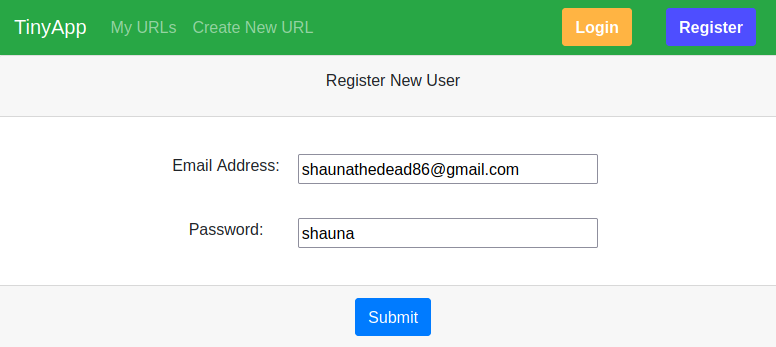 TinyApp My URLs Create New URL Login Register
Register New User
Email Address: shaunathedead86@gmail.com
Password: shauna
Submit